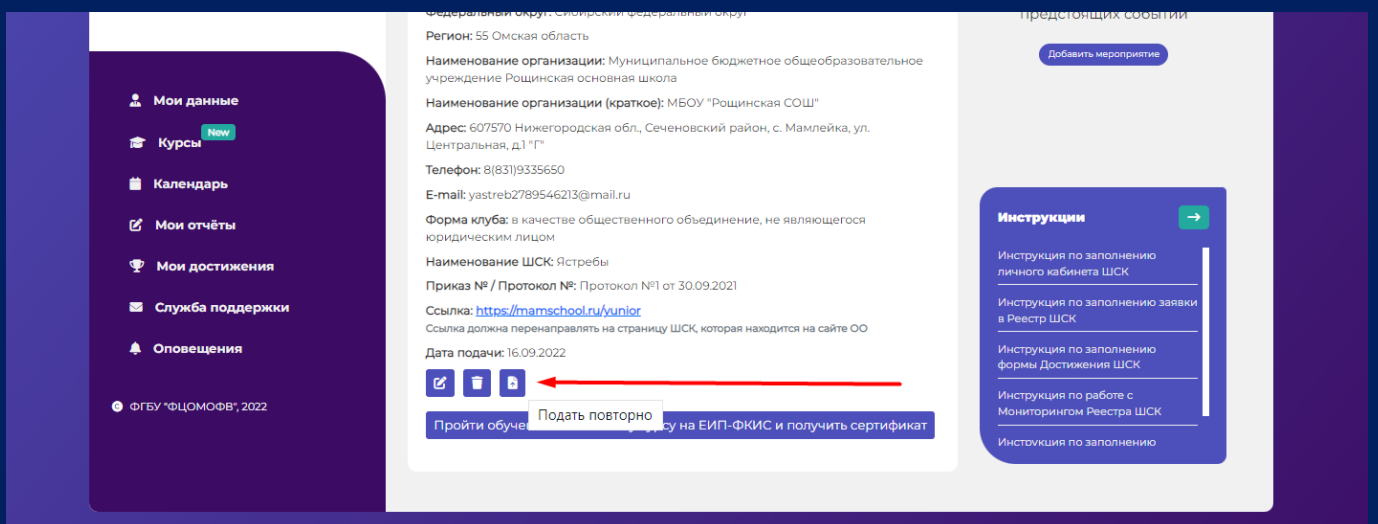 Мои данные
Курсы New
Календарь
Мои отчёты
Мои достижения
Служба поддержки
Оповещения
ФГБУ "ФЦОМОФВ", 2022
Федеральный округ: Сибирский федеральный округ
Регион: 55 Омская область
Наименование организации: Муниципальное бюджетное общеобразовательное
учреждение Рощинская основная школа
Наименование организации (краткое): МБОУ "Рощинская СОШ"
Адрес: 607570 Нижегородская обл., Сеченовский район, с. Мамлейка, ул.
Центральная, д.1 "Г"
Телефон: 8(831)9335650
E-mail: yastreb2789546213@mail.ru
Форма клуба: в качестве общественного объединение, не являющегося
юридическим лицом
Наименование ШСК: Ястребы
Приказ № / Протокол №: Протокол №1 от 30.09.2021
Ссылка: https://mamschool.ru/yunior
Ссылка должна перенаправлять на страницу ШСК, которая находится на сайте ОО
Дата подачи: 16.09.2022
Подать повторно
Пройти на ЕИП-ФКИС и получить сертификат
предстоящих событий
Добавить мероприятие
Инструкции
Инструкция по заполнению
личного кабинета ШСК
Инструкция по заполнению заявки
в Реестр ШСК
Инструкция по заполнению
формы Достижения ШСК
Инструкция по работе с
Мониторингом Реестра ШСК
Инструкция по заполнению